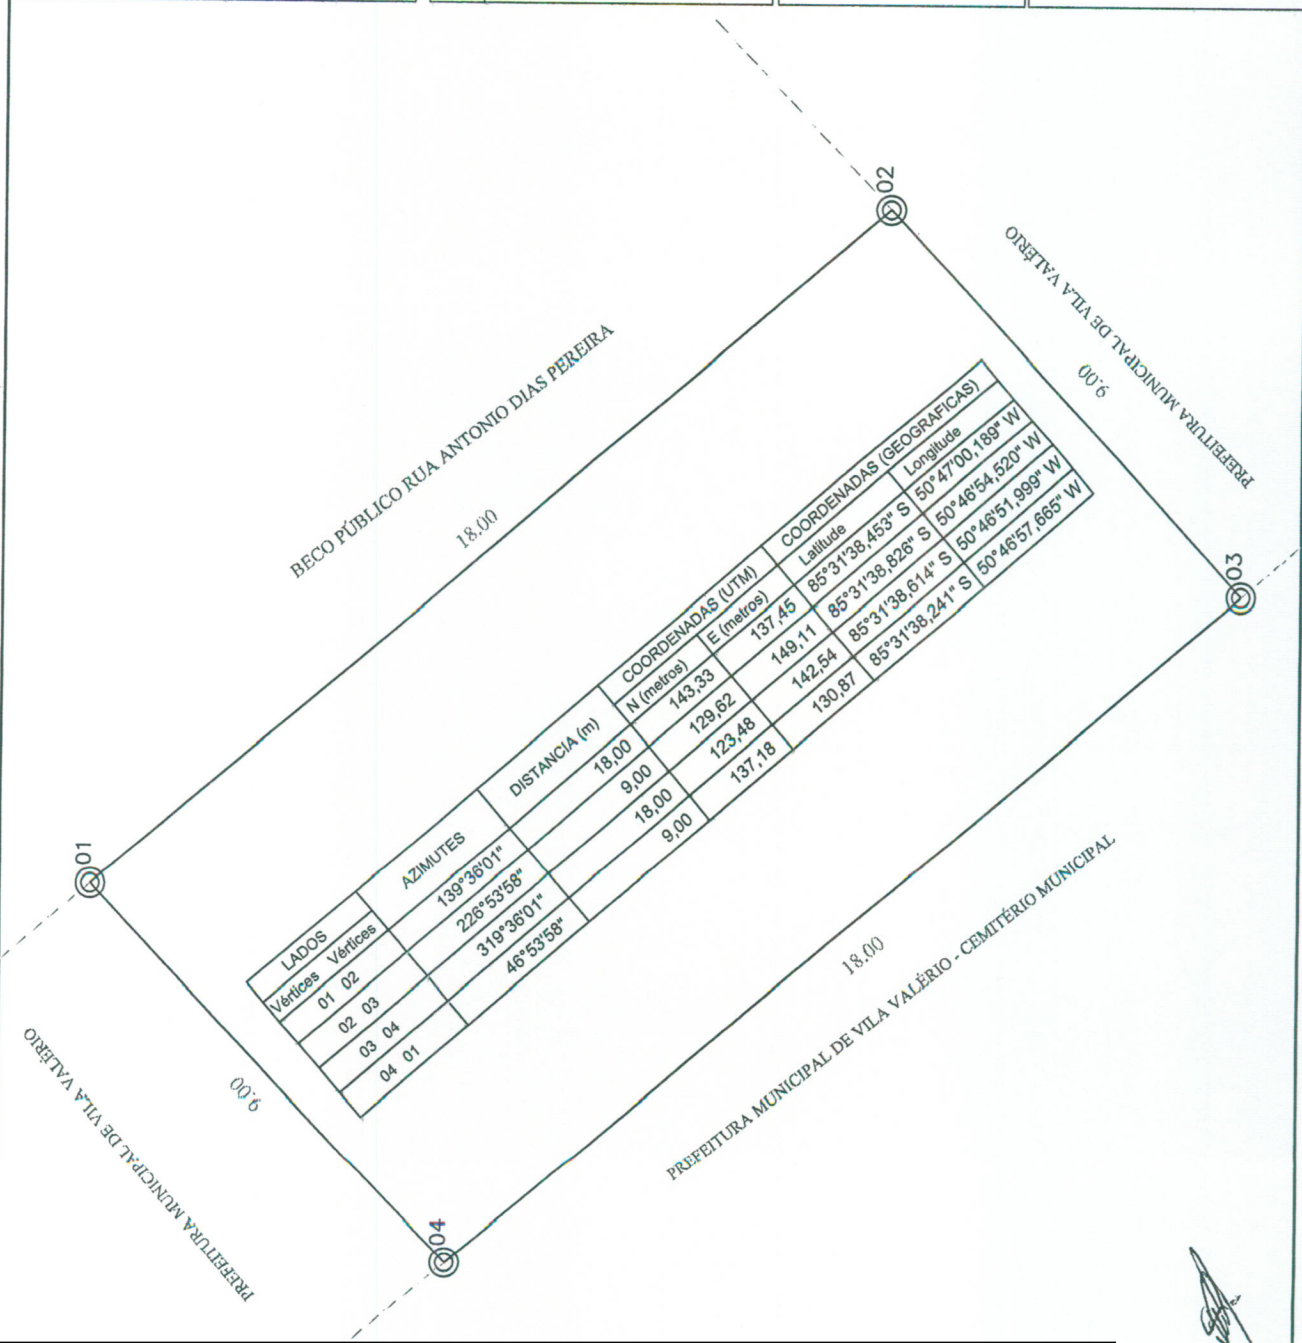 02
PREFEITURA MUNICIPAL DE VILA VALÉRIO
9.00
BECO PÚBLICO RUA ANTONIO DIAS PEREIRA
18.00
01
03
LADOS AZIMUTES DISTANCIA (m) COORDENADAS (UTM) COORDENADAS (GEOGRAFICAS)
Vértices Vértices N (metros) E (metros) Latitude Longitude
01 02 139°36'01" 18,00 143,33 137,45 85°31'38,453" S 50°47'00,189" W
02 03 226°53'58" 9,00 129,62 149,11 85°31'38,826" S 50°46'54,520" W
03 04 319°36'01" 18,00 123,48 142,54 85°31'38,614" S 50°46'51,999" W
04 01 46°53'58" 9,00 137,18 130,87 85°31'38,241" S 50°46'57,665" W
18.00
PREFEITURA MUNICIPAL DE VILA VALÉRIO - CEMITÉRIO MUNICIPAL
9.00
PREFEITURA MUNICIPAL DE VILA VALÉRIO
04